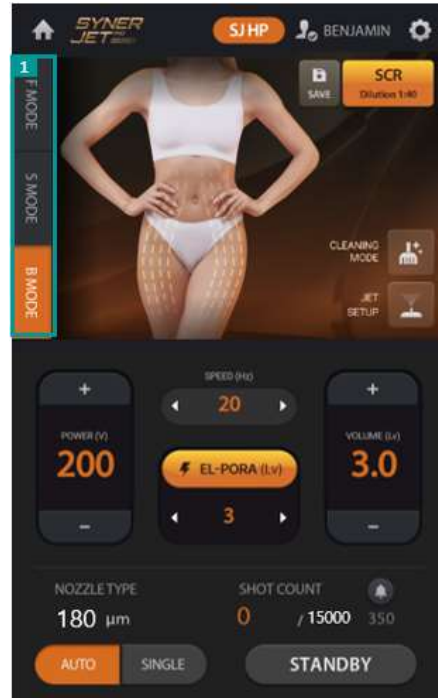 SYNER
JET
SJ HP
BENJAMIN
1
F MODE
S MODE
B MODE
SAVE
SCR
Dilution 1:40
CLEANING
MODE
JET
SETUP
SPEED (Hz)
20
POWER (V)
200
EL-PORA (Lv)
3
VOLUME (Lv)
3.0
NOZZLE TYPE
180 μm
SHOT COUNT
0 / 15000 350
AUTO
SINGLE
STANDBY